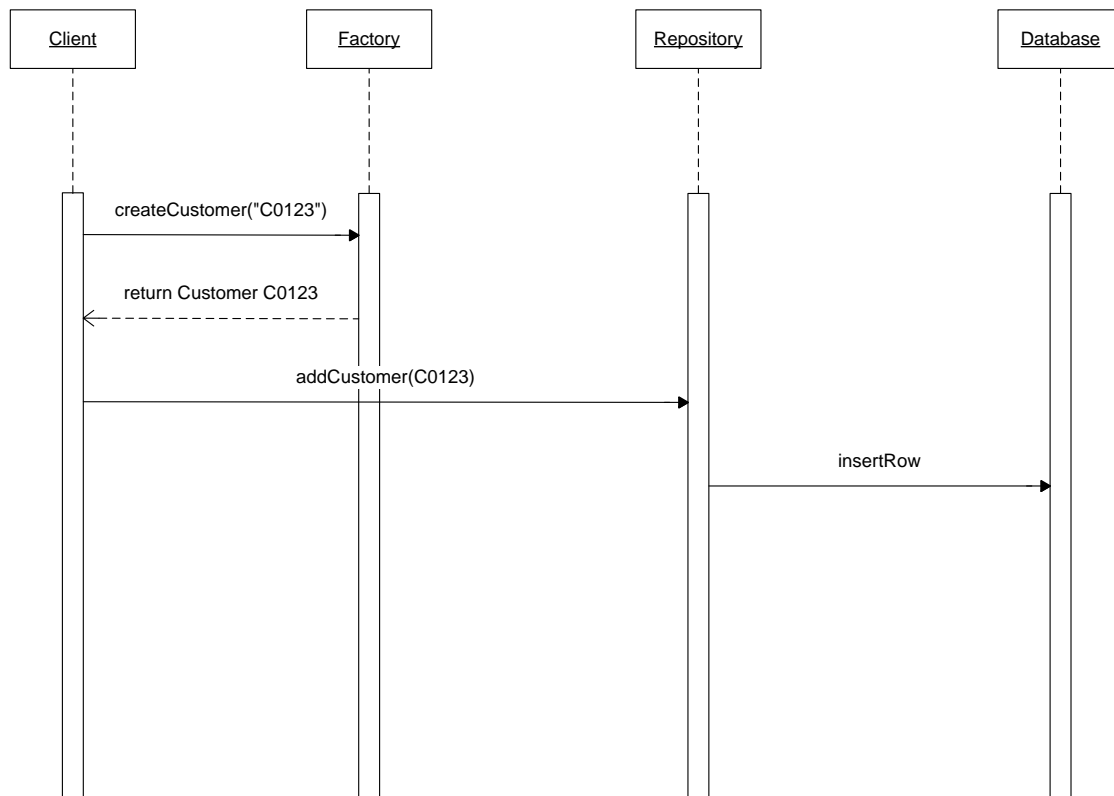 Client
Factory
Repository
Database
createCustomer("C0123")
return Customer C0123
addCustomer(C0123)
insertRow